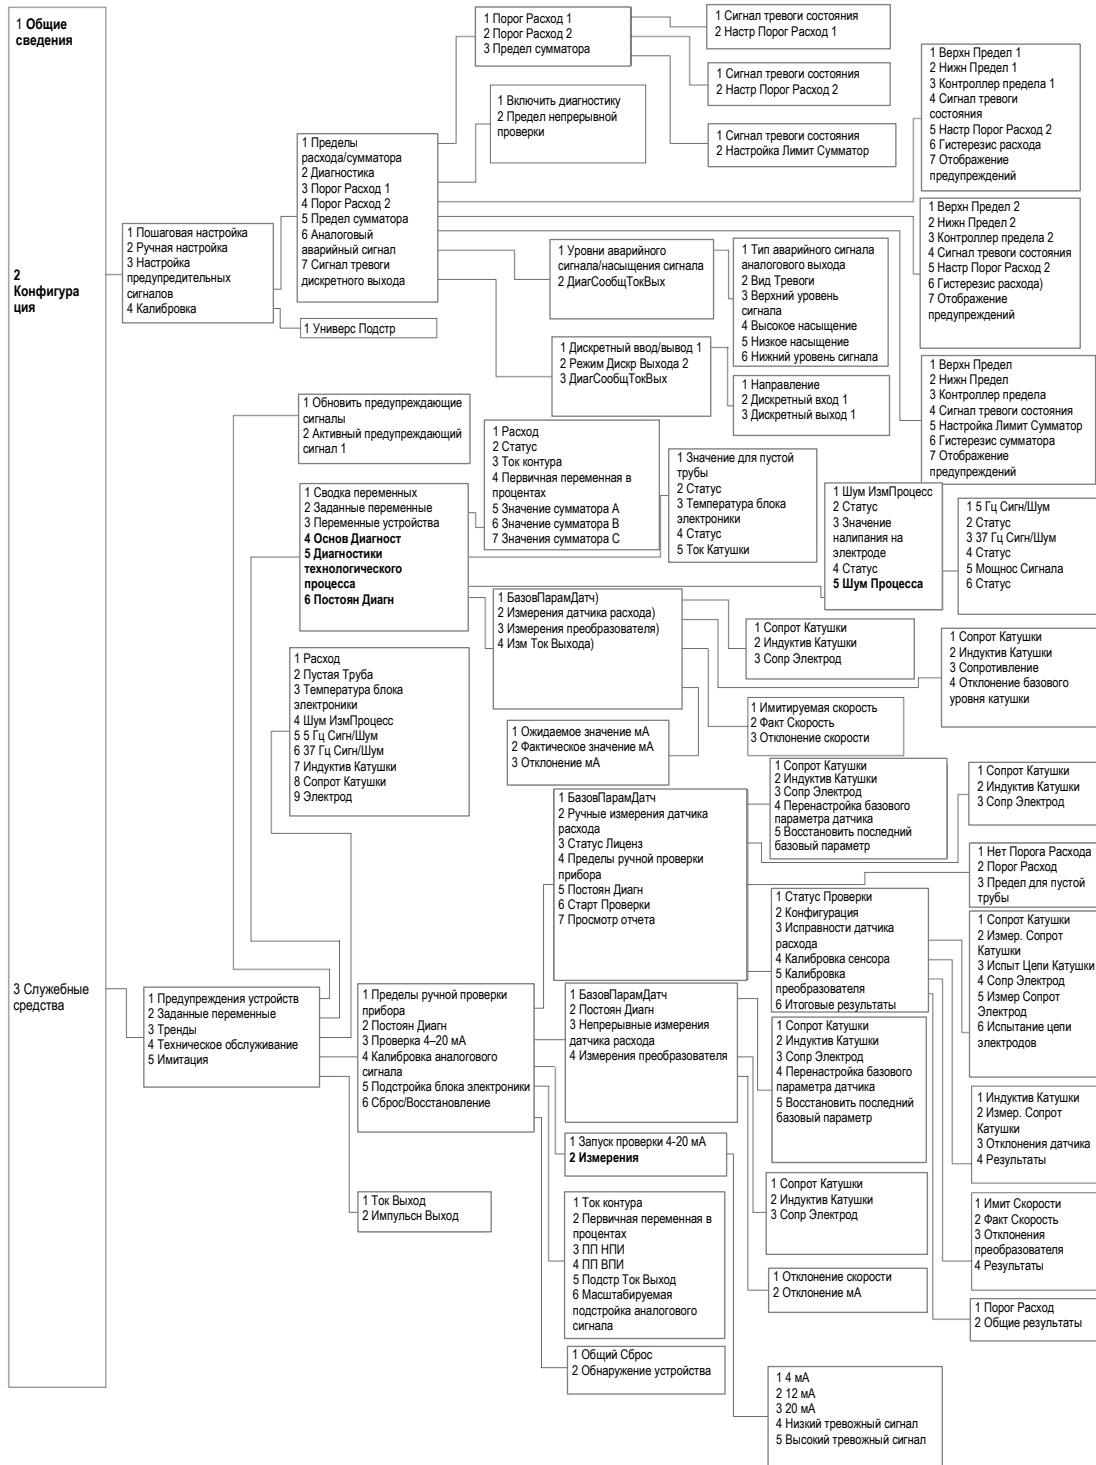 1 Общие
сведения
2
Конфигура
ция
3 Служебные
средства
1 Пошаговая настройка
2 Ручная настройка
3 Настройка
предупредительных
сигналов
4 Калибровка
1 Пределы
расхода/сумматора
2 Диагностика
3 Порог Расход 1
4 Порог Расход 2
5 Предел сумматора
6 Аналоговый
аварийный сигнал
7 Сигнал тревоги
дискретного выхода
1 Универс Подстр
1 Порог Расход 1
2 Порог Расход 2
3 Предел сумматора
1 Включить диагностику
2 Предел непрерывной
проверки
1 Сигнал тревоги состояния
2 Настр Порог Расход 1
1 Сигнал тревоги состояния
2 Настр Порог Расход 2
1 Сигнал тревоги состояния
2 Настройка Лимит Сумматор
1 Верхн Предел 1
2 Нижн Предел 1
3 Контроллер предела 1
4 Сигнал тревоги
состояния
5 Настр Порог Расход 2
6 Гистерезис расхода
7 Отображение
предупреждений
1 Верхн Предел 2
2 Нижн Предел 2
3 Контроллер предела 2
4 Сигнал тревоги состояния
5 Настр Порог Расход 2
6 Гистерезис расхода)
7 Отображение
предупреждений
1 Верхн Предел
2 Нижн Предел
3 Контроллер предела
4 Сигнал тревоги состояния
5 Настройка Лимит Сумматор
6 Гистерезис сумматора
7 Отображение
предупреждений
1 Уровни аварийного
сигнала/насыщения сигнала
2 ДиагСообщТокВых
1 Тип аварийного сигнала
аналогового выхода
2 Вид Тревоги
3 Верхний уровень
сигнала
4 Высокое насыщение
5 Низкое насыщение
6 Нижний уровень сигнала
1 Дискретный ввод/вывод 1
2 Режим Дискр Выхода 2
3 ДиагСообщТокВых
1 Направление
2 Дискретный вход 1
3 Дискретный выход 1
1 Обновить предупреждающие
сигналы
2 Активный предупреждающий
сигнал 1
1 Сводка переменных
2 Заданные переменные
3 Переменные устройства
4 Основ Диагност
5 Диагностики
технологического
процесса
6 Постоян Диагн
1 Расход
2 Статус
3 Ток контура
4 Первичная переменная в
процентах
5 Значение сумматора A
6 Значение сумматора B
7 Значения сумматора C
1 Значение для пустой
трубы
2 Статус
3 Температура блока
электроники
4 Статус
5 Ток Катушки
1 Шум ИзмПроцесс
2 Статус
3 Значение
налипания на
электроде
4 Статус
5 Шум Процесса
1 5 Гц Сигн/Шум
2 Статус
3 37 Гц Сигн/Шум
4 Статус
5 Мощнос Сигнала
6 Статус
1 БазовПарамДатч)
2 Измерения датчика расхода)
3 Измерения преобразователя)
4 Изм Ток Выхода)
1 Сопрот Катушки
2 Индуктив Катушки
3 Сопр Электрод
1 Сопрот Катушки
2 Индуктив Катушки
3 Сопротивление
4 Отклонение базового
уровня катушки
1 Имитируемая скорость
2 Факт Скорость
3 Отклонение скорости
1 Ожидаемое значение мА
2 Фактическое значение мА
3 Отклонение мА
1 Расход
2 Пустая Труба
3 Температура блока
электроники
4 Шум ИзмПроцесс
5 5 Гц Сигн/Шум
6 37 Гц Сигн/Шум
7 Индуктив Катушки
8 Сопрот Катушки
9 Электрод
1 Предупреждения устройств
2 Заданные переменные
3 Тренды
4 Техническое обслуживание
5 Имитация
1 Пределы ручной проверки
прибора
2 Постоян Диагн
3 Проверка 4–20 мА
4 Калибровка аналогового
сигнала
5 Подстройка блока электроники
6 Сброс/Восстановление
1 Ток Выход
2 Импульсн Выход
1 БазовПарамДатч
2 Ручные измерения датчика
расхода
3 Статус Лиценз
4 Пределы ручной проверки
прибора
5 Постоян Диагн
6 Старт Проверки
7 Просмотр отчета
1 Сопрот Катушки
2 Индуктив Катушки
3 Сопр Электрод
4 Перенастройка базового
параметра датчика
5 Восстановить последний
базовый параметр
1 Сопрот Катушки
2 Индуктив Катушки
3 Сопр Электрод
1 Нет Порога Расхода
2 Порог Расход
3 Предел для пустой
трубы
1 Статус Проверки
2 Конфигурация
3 Исправности датчика
расхода
4 Калибровка сенсора
5 Калибровка
преобразователя
6 Итоговые результаты
1 Сопрот Катушки
2 Измер. Сопрот
Катушки
3 Испыт Цепи Катушки
4 Сопр Электрод
5 Измер Сопрот
Электрод
6 Испытание цепи
электродов
1 Индуктив Катушки
2 Измер. Сопрот
Катушки
3 Отклонения датчика
4 Результаты
1 Имит Скорости
2 Факт Скорость
3 Отклонения
преобразователя
4 Результаты
1 Порог Расход
2 Общие результаты
1 БазовПарамДатч
2 Постоян Диагн
3 Непрерывные измерения
датчика расхода
4 Измерения преобразователя
1 Сопрот Катушки
2 Индуктив Катушки
3 Сопр Электрод
4 Перенастройка базового
параметра датчика
5 Восстановить последний
базовый параметр
1 Сопрот Катушки
2 Индуктив Катушки
3 Сопр Электрод
1 Отклонение скорости
2 Отклонение мА
1 Запуск проверки 4-20 мА
2 Измерения
1 Ток контура
2 Первичная переменная в
процентах
3 ПП НПИ
4 ПП ВПИ
5 Подстр Ток Выход
6 Масштабируемая
подстройка аналогового
сигнала
1 Общий Сброс
2 Обнаружение устройства
1 4 мА
2 12 мА
3 20 мА
4 Низкий тревожный сигнал
5 Высокий тревожный сигнал